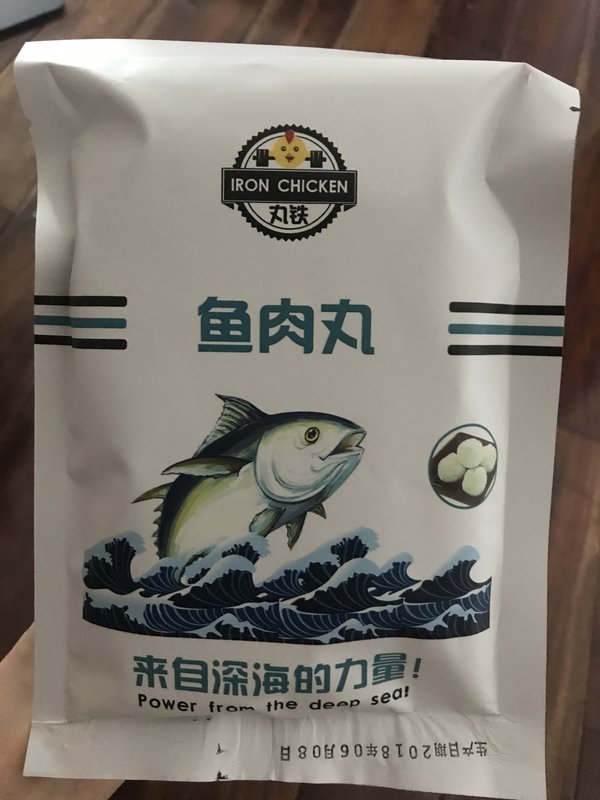 IRON CHICKEN
丸铁
鱼肉丸
来自深海的力量!
Power from the deep sea!
生产日期2018年06月08日